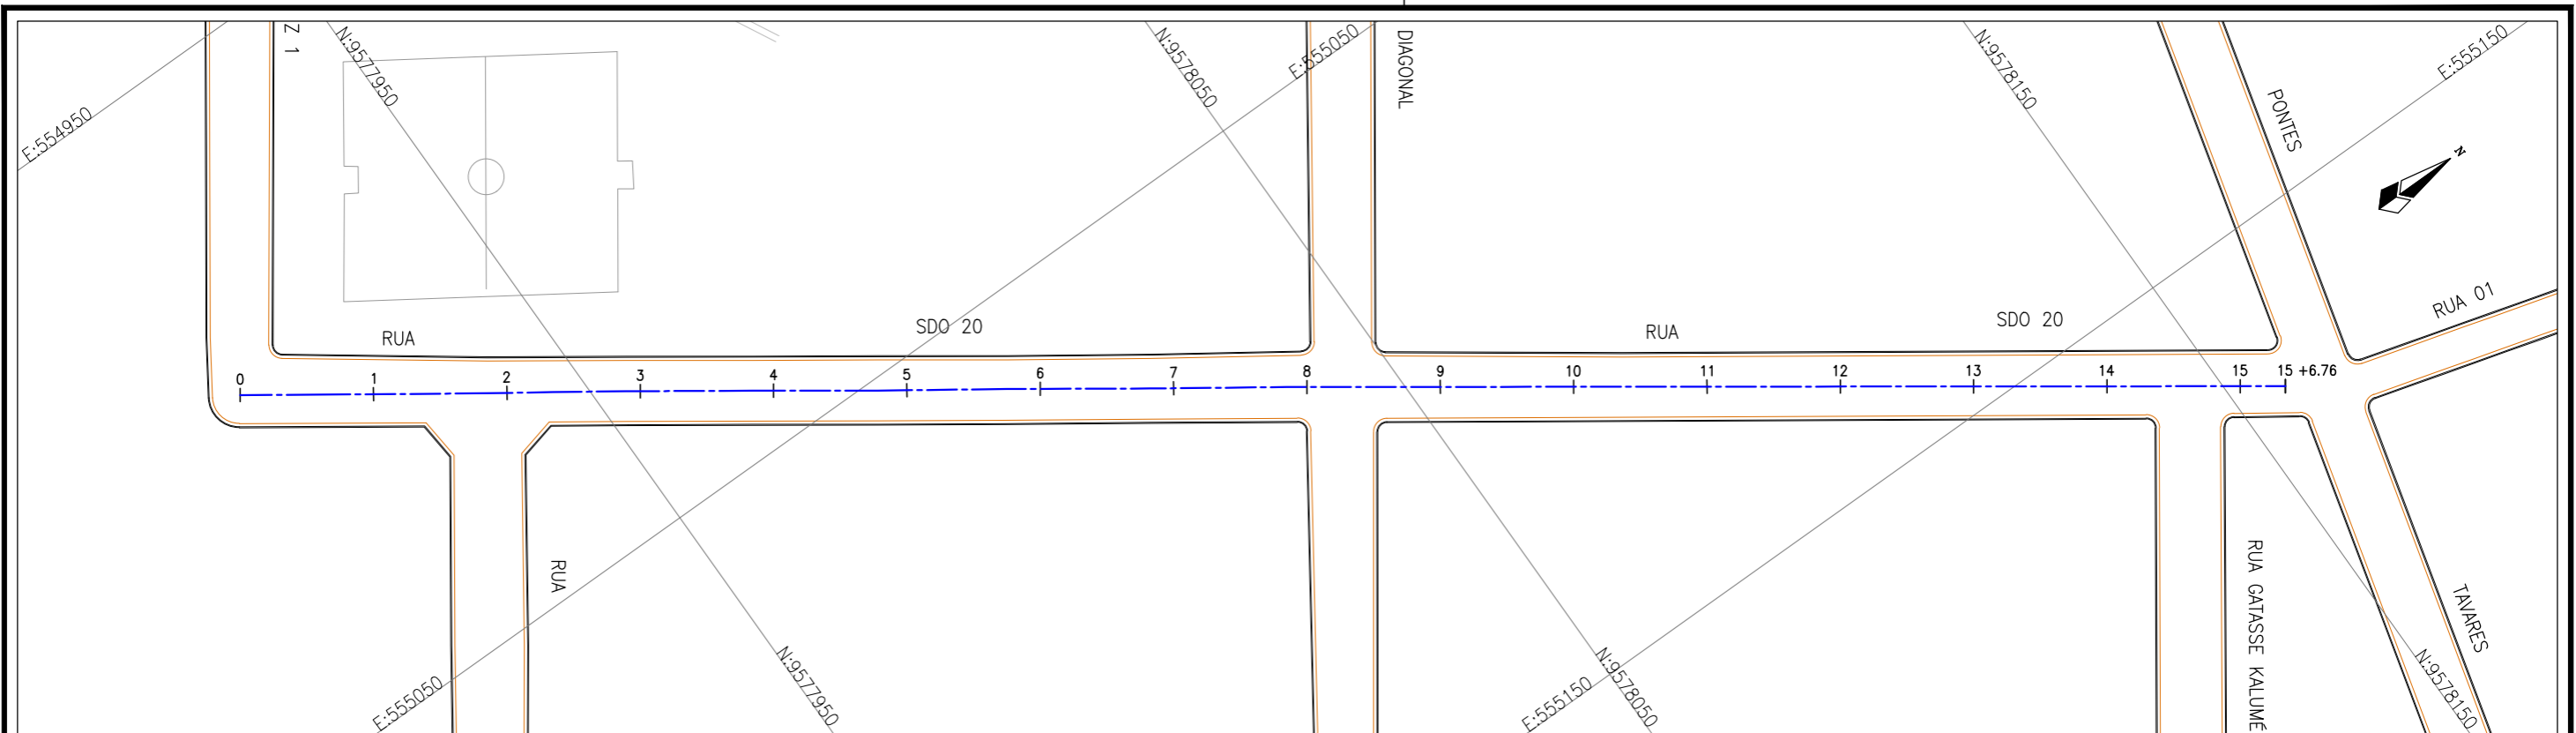 Z 1
N:9577950
DIAGONAL
N:9578050
E:555050
N:9578150
E:555150
E:554950
PONTES
N
RUA 01
RUA
SDO 20
RUA
SDO 20
0
1
2
3
4
5
6
7
8
9
10
11
12
13
14
15
15 +6.76
RUA
RUA GATASSE KALUMÉ
TAVARES
E:555050
N:9577950
E:555150
N:9578050
N:9578150